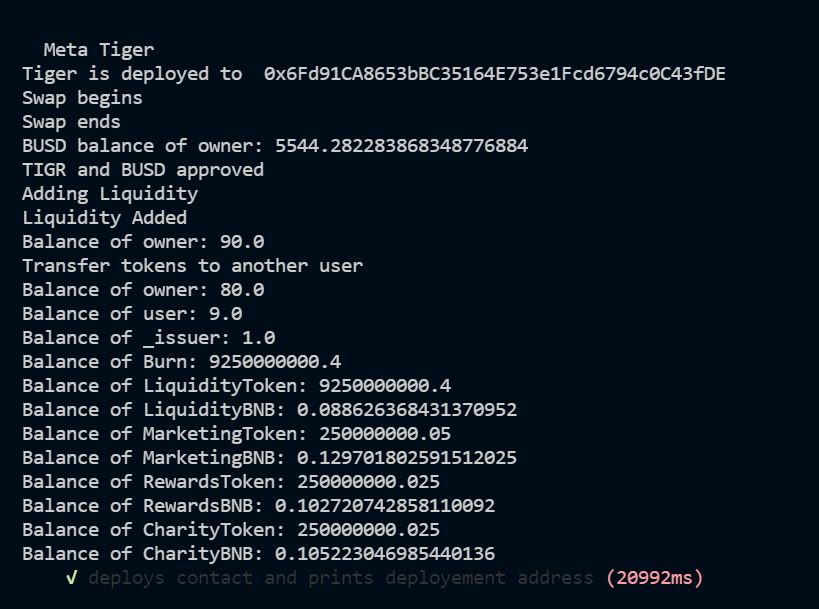 Meta Tiger
Tiger is deployed to 0x6Fd91CA8653bBC35164E753e1Fcd6794c0C43fDE
Swap begins
Swap ends
BUSD balance of owner: 5544.282283868348776884
TIGR and BUSD approved
Adding Liquidity
Liquidity Added
Balance of owner: 90.0
Transfer tokens to another user
Balance of owner: 80.0
Balance of user: 9.0
Balance of _issuer: 1.0
Balance of Burn: 9250000000.4
Balance of LiquidityToken: 9250000000.4
Balance of LiquidityBNB: 0.088626368431370952
Balance of MarketingToken: 250000000.05
Balance of MarketingBNB: 0.129701802591512025
Balance of RewardsToken: 250000000.025
Balance of RewardsBNB: 0.102720742858110092
Balance of CharityToken: 250000000.025
Balance of CharityBNB: 0.105223046985440136
√ deploys contact and prints deployement address (20992ms)